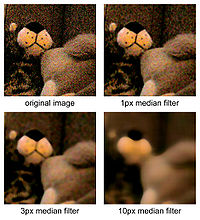 original image
1px median filter
3px median filter
10px median filter